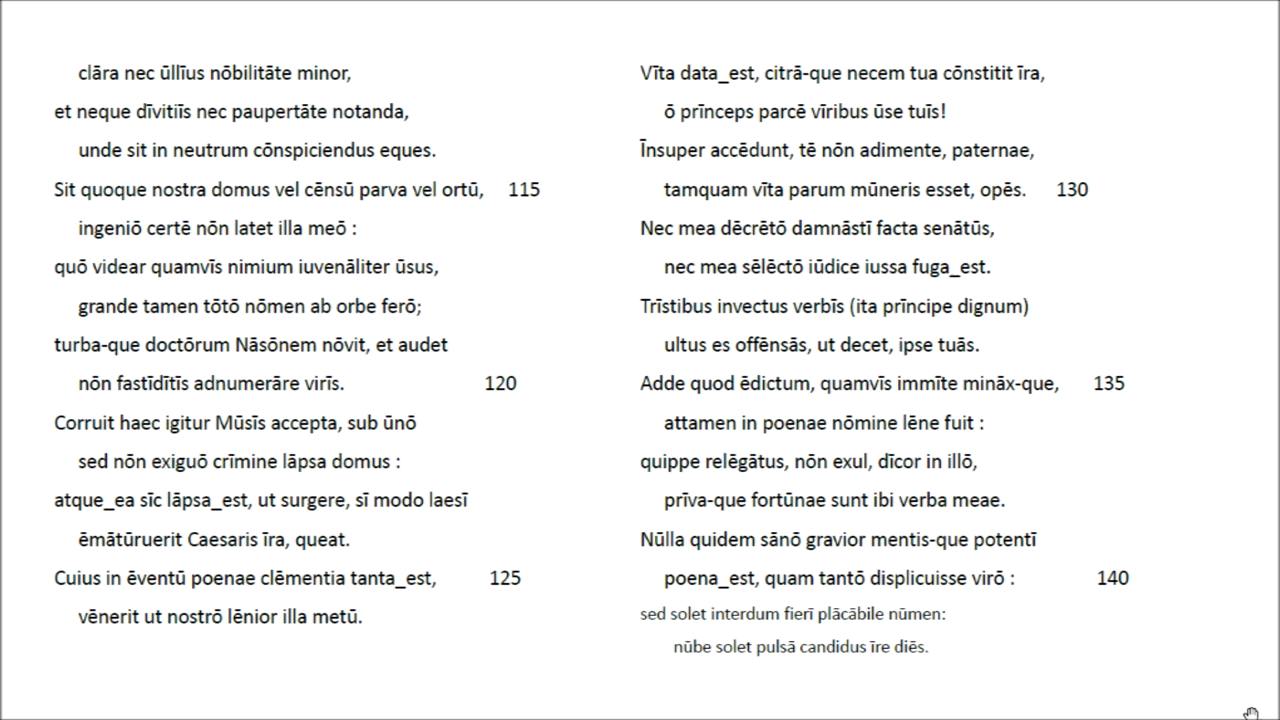 clāra nec ūllīus nōbilitāte minor,
et neque dīvitiīs nec paupertāte notanda,
unde sit in neutrum cōnspiciendus eques.
Sit quoque nostra domus vel cēnsū parva vel ortū, 115
ingeniō certē nōn latet illa meō :
quō videar quamvīs nimium iuvenāliter ūsus,
grande tamen tōtō nōmen ab orbe ferō;
turba-que doctōrum Nāsōnem nōvit, et audet
nōn fastīdītīs adnumerāre virīs. 120
Corruit haec igitur Mūsīs accepta, sub ūnō
sed nōn exiguō crīmine lāpsa domus :
atque_ea sīc lāpsa_est, ut surgere, sī modo laesī
ēmātūruerit Caesaris īra, queat.
Cuius in ēventū poenae clēmentia tanta_est, 125
vēnerit ut nostrō lēnior illa metū.
Vīta data_est, citrā-que necem tua cōnstitit īra,
ō prīnceps parcē vīribus ūse tuīs!
Īnsuper accēdunt, tē nōn adimente, paternae,
tamquam vīta parum mūneris esset, opēs. 130
Nec mea dēcrētō damnāstī facta senātūs,
nec mea sēlēctō iūdice iussa fuga_est.
Trīstibus invectus verbīs (ita prīncipe dignum)
ultus es offēnsās, ut decet, ipse tuās.
Adde quod ēdictum, quamvīs immīte mināx-que, 135
attamen in poenae nōmine lēne fuit :
quippe relēgātus, nōn exul, dīcor in illō,
prīva-que fortūnae sunt ibi verba meae.
Nūlla quidem sānō gravior mentis-que potentī
poena_est, quam tantō displicuisse virō : 140
sed solet interdum fierī plācābile nūmen:
nūbe solet pulsā candidus īre diēs.